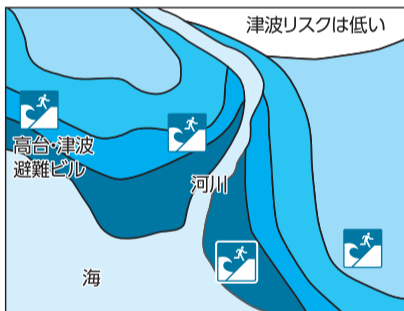 津波リスクは低い
高台・津波
避難ビル
河川
海